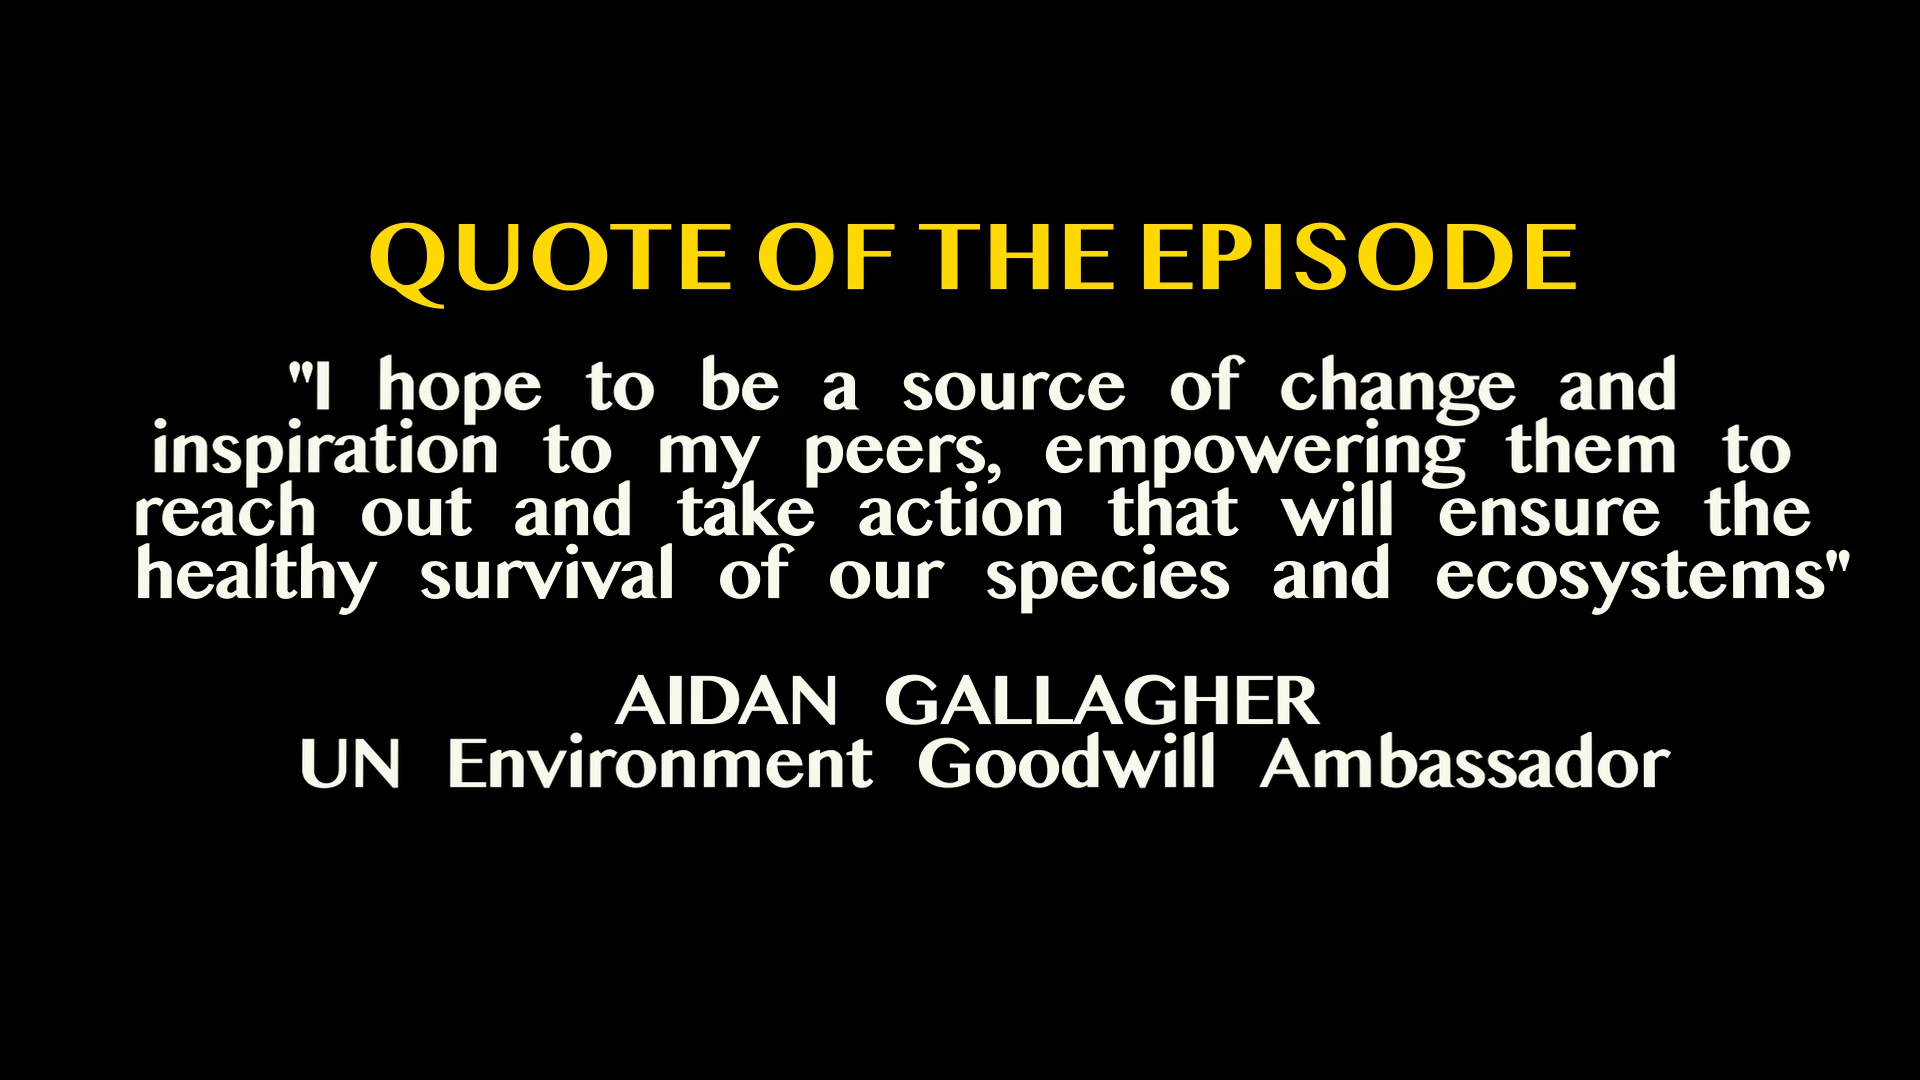 QUOTE OF THE EPISODE
"I hope to be a source of change and
inspiration to my peers, empowering them to
reach out and take action that will ensure the
healthy survival of our species and ecosystems"
AIDAN GALLAGHER
UN Environment Goodwill Ambassador